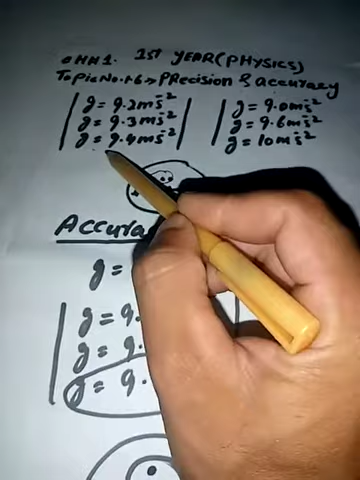 CHN1. 1ST YEAR(PHYSICS)
Topic No.1.6 → PRecision & accuracy
g = 9.2ms⁻² g = 9.0ms⁻²
g = 9.3ms⁻² g = 9.6ms⁻²
g = 9.4ms⁻² g = 10ms⁻²
Accura
g =
g = 9.
g = 9.
g = 9.